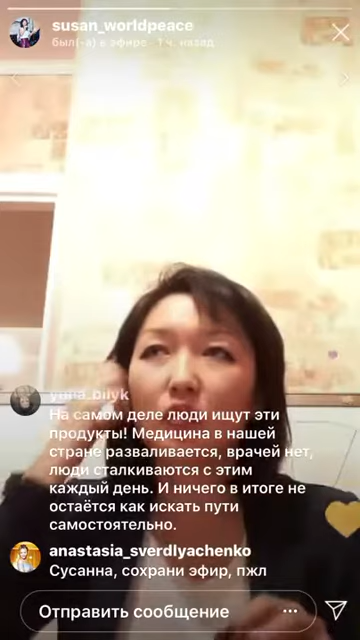 susan_worldpeace
был(-а) в эфире · 1 ч. назад
yana_bilyk
На самом деле люди ищут эти
продукты! Медицина в нашей
стране разваливается, врачей нет,
люди сталкиваются с этим
каждый день. И ничего в итоге не
остаётся как искать пути
самостоятельно.
anastasia_sverdlyachenko
Сусанна, сохрани эфир, пжл
Отправить сообщение